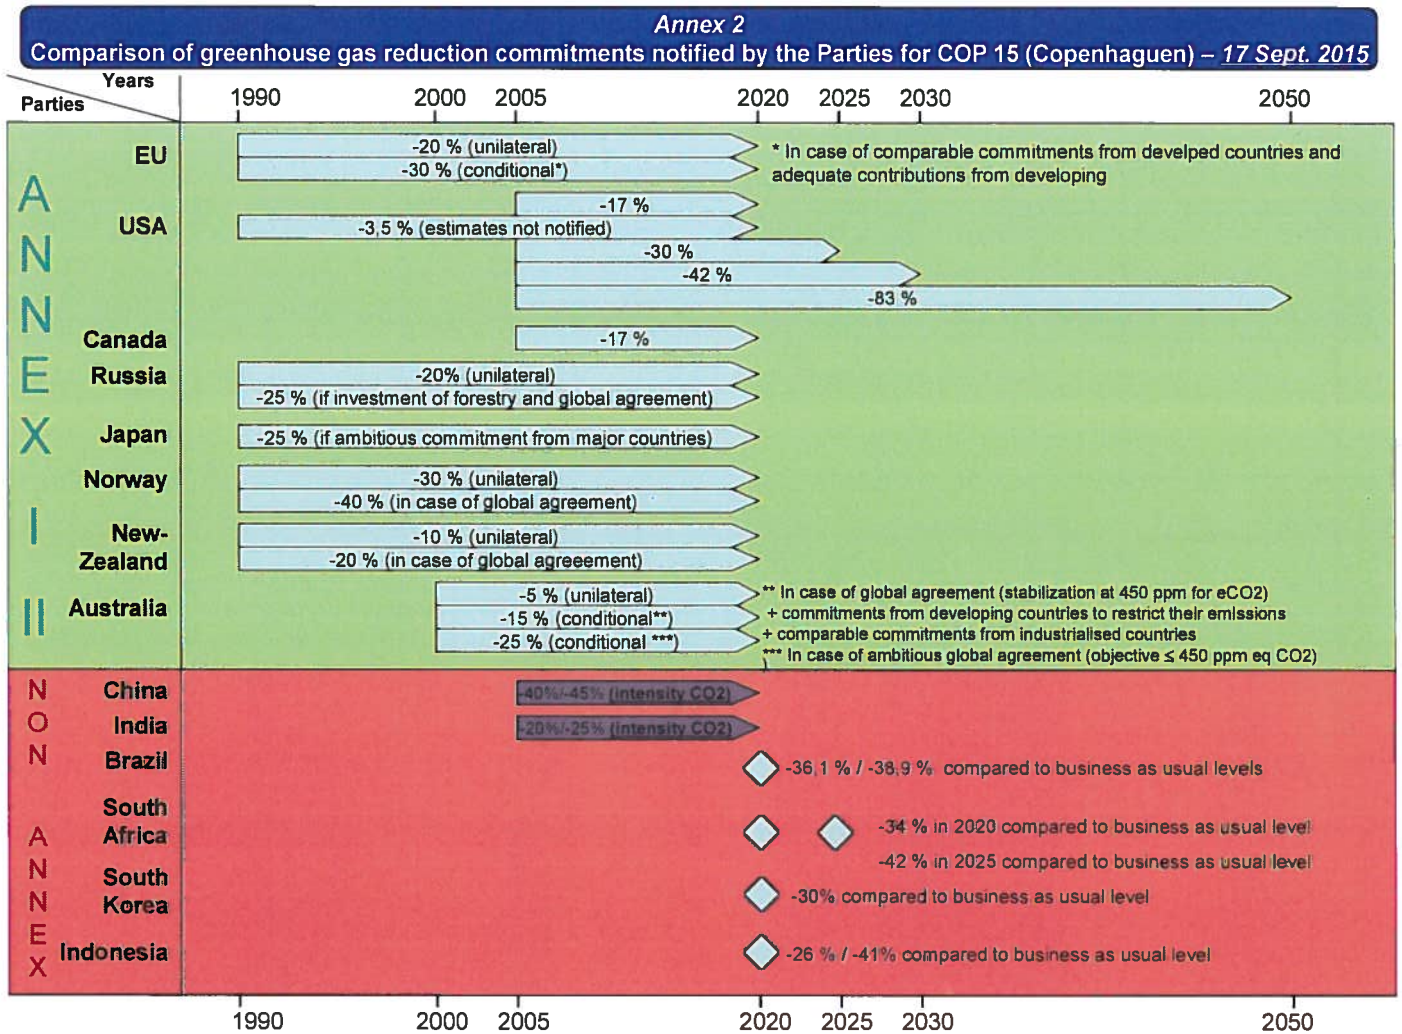 Annex 2
Comparison of greenhouse gas reduction commitments notified by the Parties for COP 15 (Copenhaguen) – 17 Sept. 2015
Years
Parties
1990 2000 2005 2020 2025 2030 2050
ANNEX I
II
EU
-20 % (unilateral)
-30 % (conditional*)
* In case of comparable commitments from develped countries and
adequate contributions from developing
USA
-17 %
-3,5 % (estimates not notified)
-30 %
-42 %
-83 %
Canada
-17 %
Russia
-20% (unilateral)
-25 % (if investment of forestry and global agreement)
Japan
-25 % (if ambitious commitment from major countries)
Norway
-30 % (unilateral)
-40 % (in case of global agreement)
New-
Zealand
-10 % (unilateral)
-20 % (in case of global agreeement)
Australia
-5 % (unilateral)
-15 % (conditional**)
-25 % (conditional ***)
** In case of global agreement (stabilization at 450 ppm for eCO2)
+ commitments from developing countries to restrict their emissions
+ comparable commitments from industrialised countries
*** In case of ambitious global agreement (objective ≤ 450 ppm eq CO2)
)
NON ANNEX
China
-40%/-45% (intensity CO2)
India
-20%/-25% (intensity CO2)
Brazil
-36,1 % / -38,9 % compared to business as usual levels
South
Africa
-34 % in 2020 compared to business as usual level
-42 % in 2025 compared to business as usual level
South
Korea
-30% compared to business as usual level
Indonesia
-26 % / -41% compared to business as usual level
1990 2000 2005 2020 2025 2030 2050